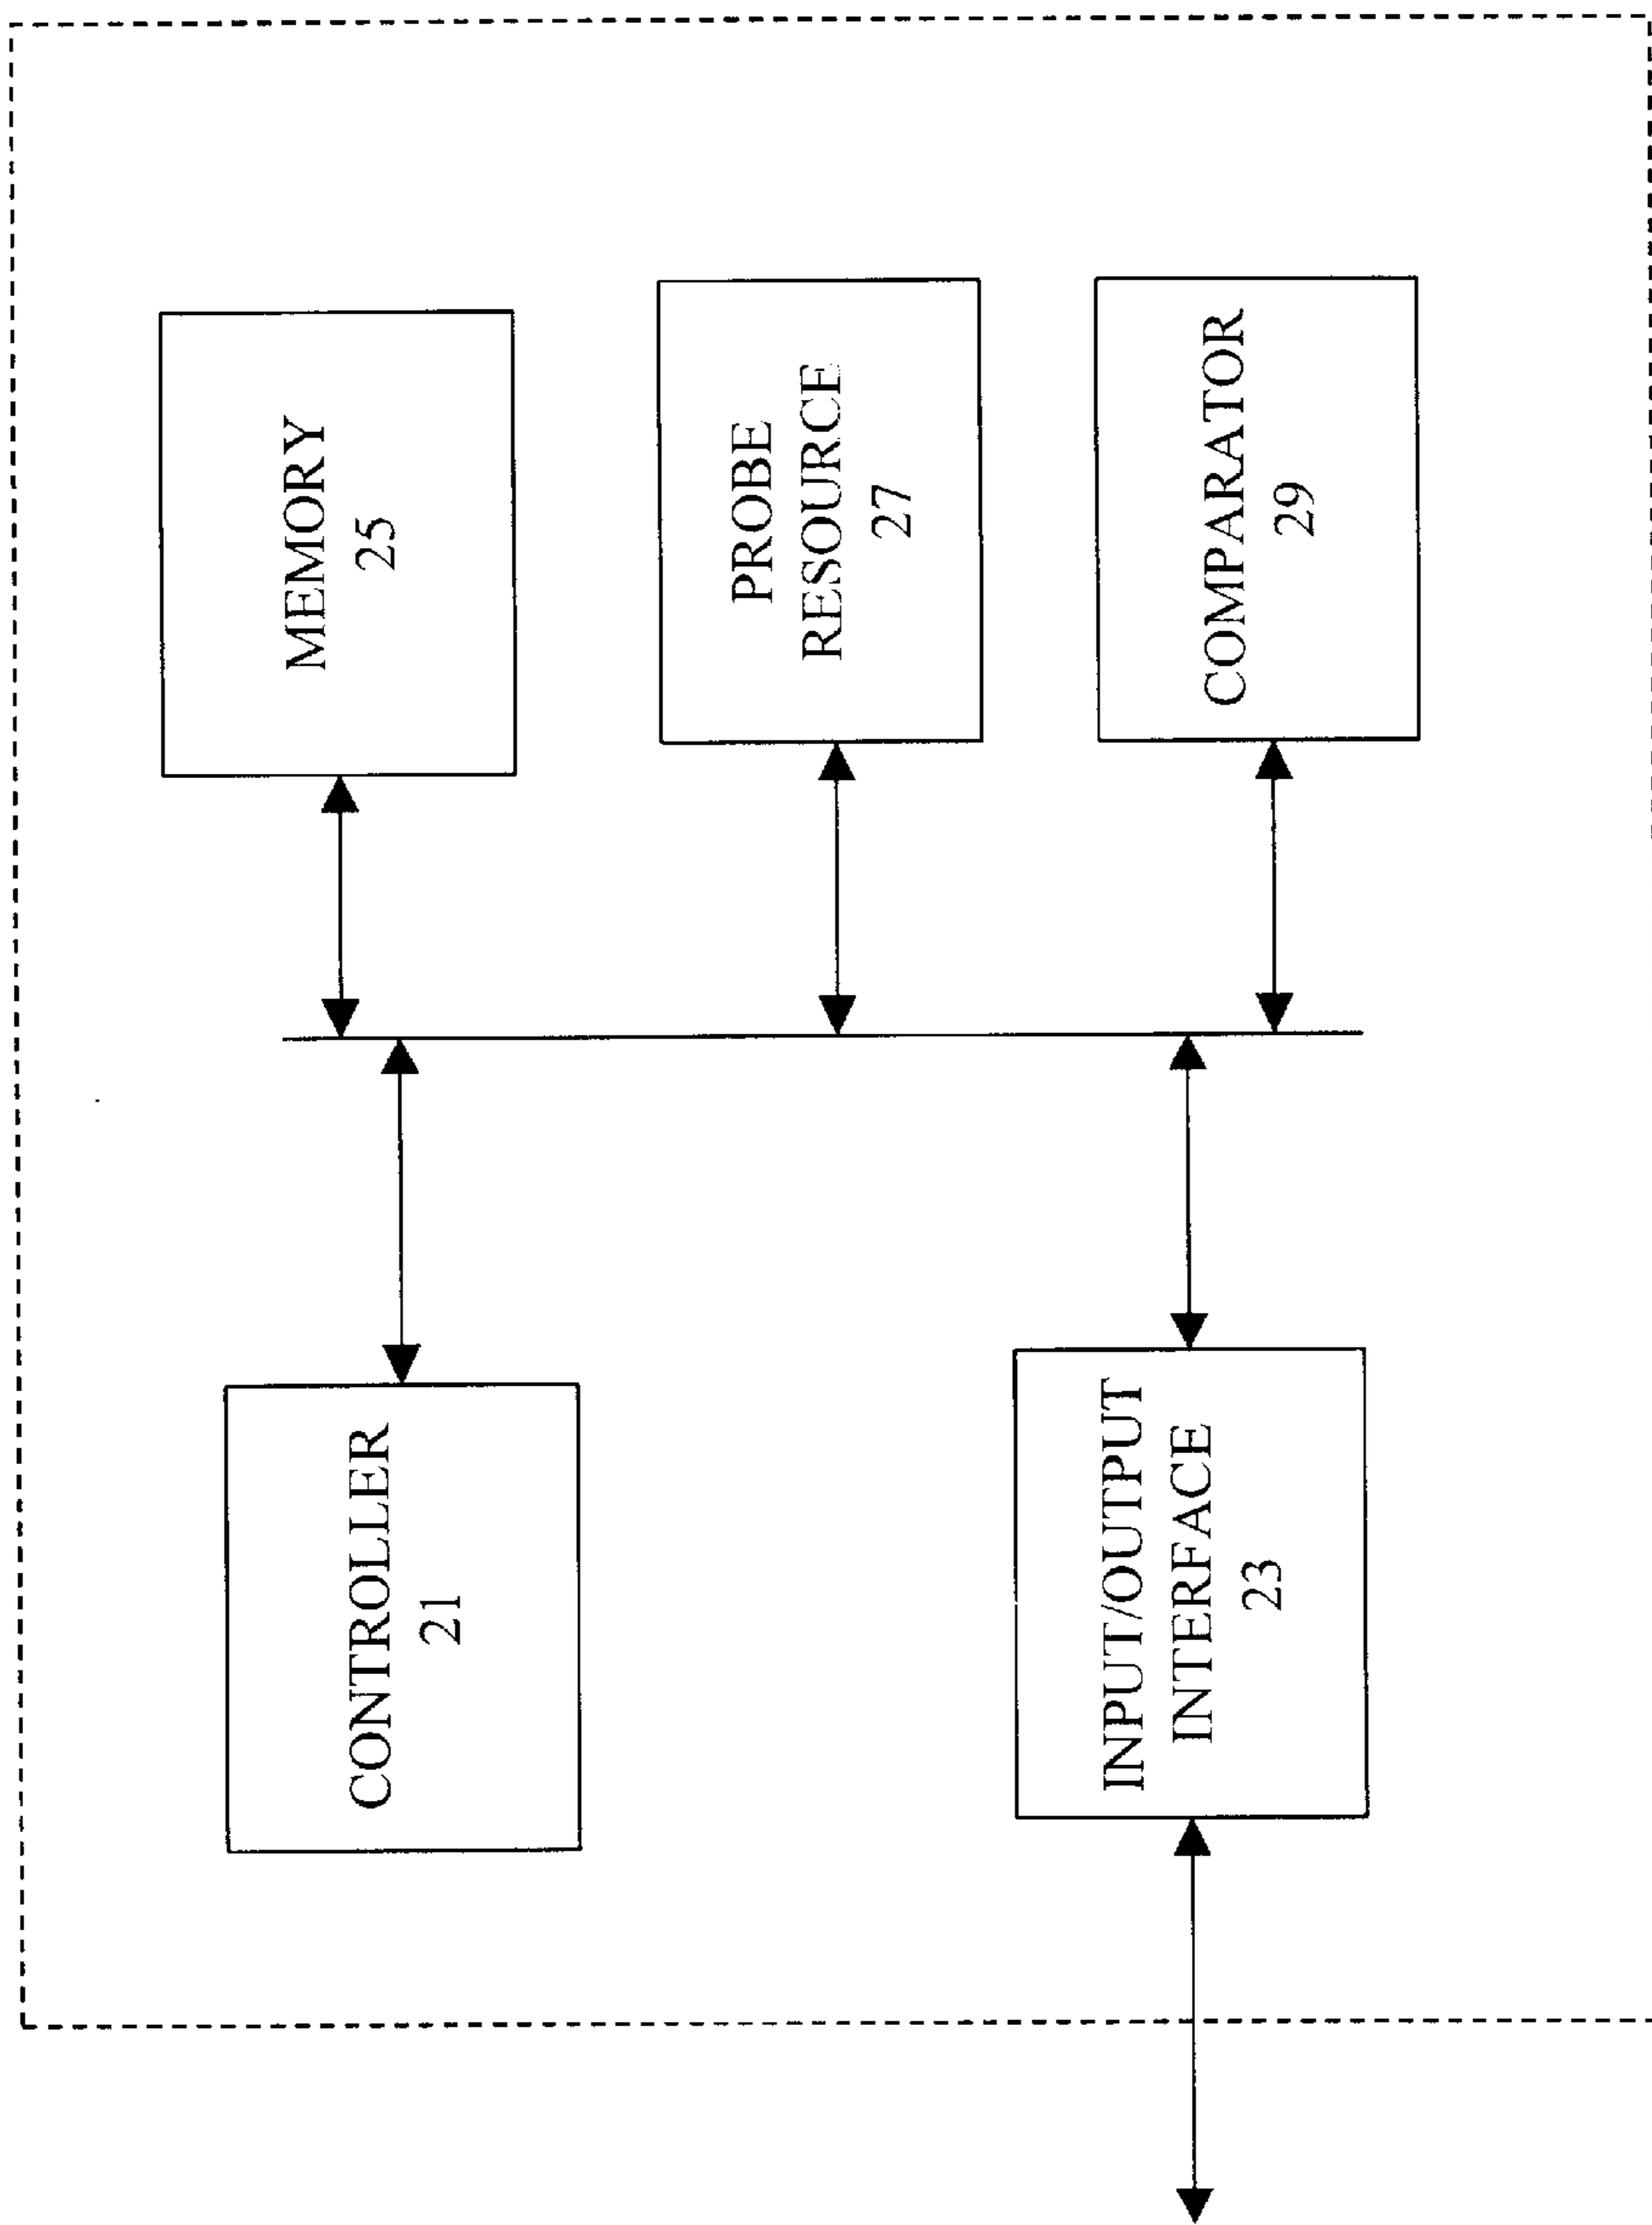 MEMORY
25
PROBE
RESOURCE
27
COMPARATOR
29
CONTROLLER
21
INPUT/OUTPUT
INTERFACE
23